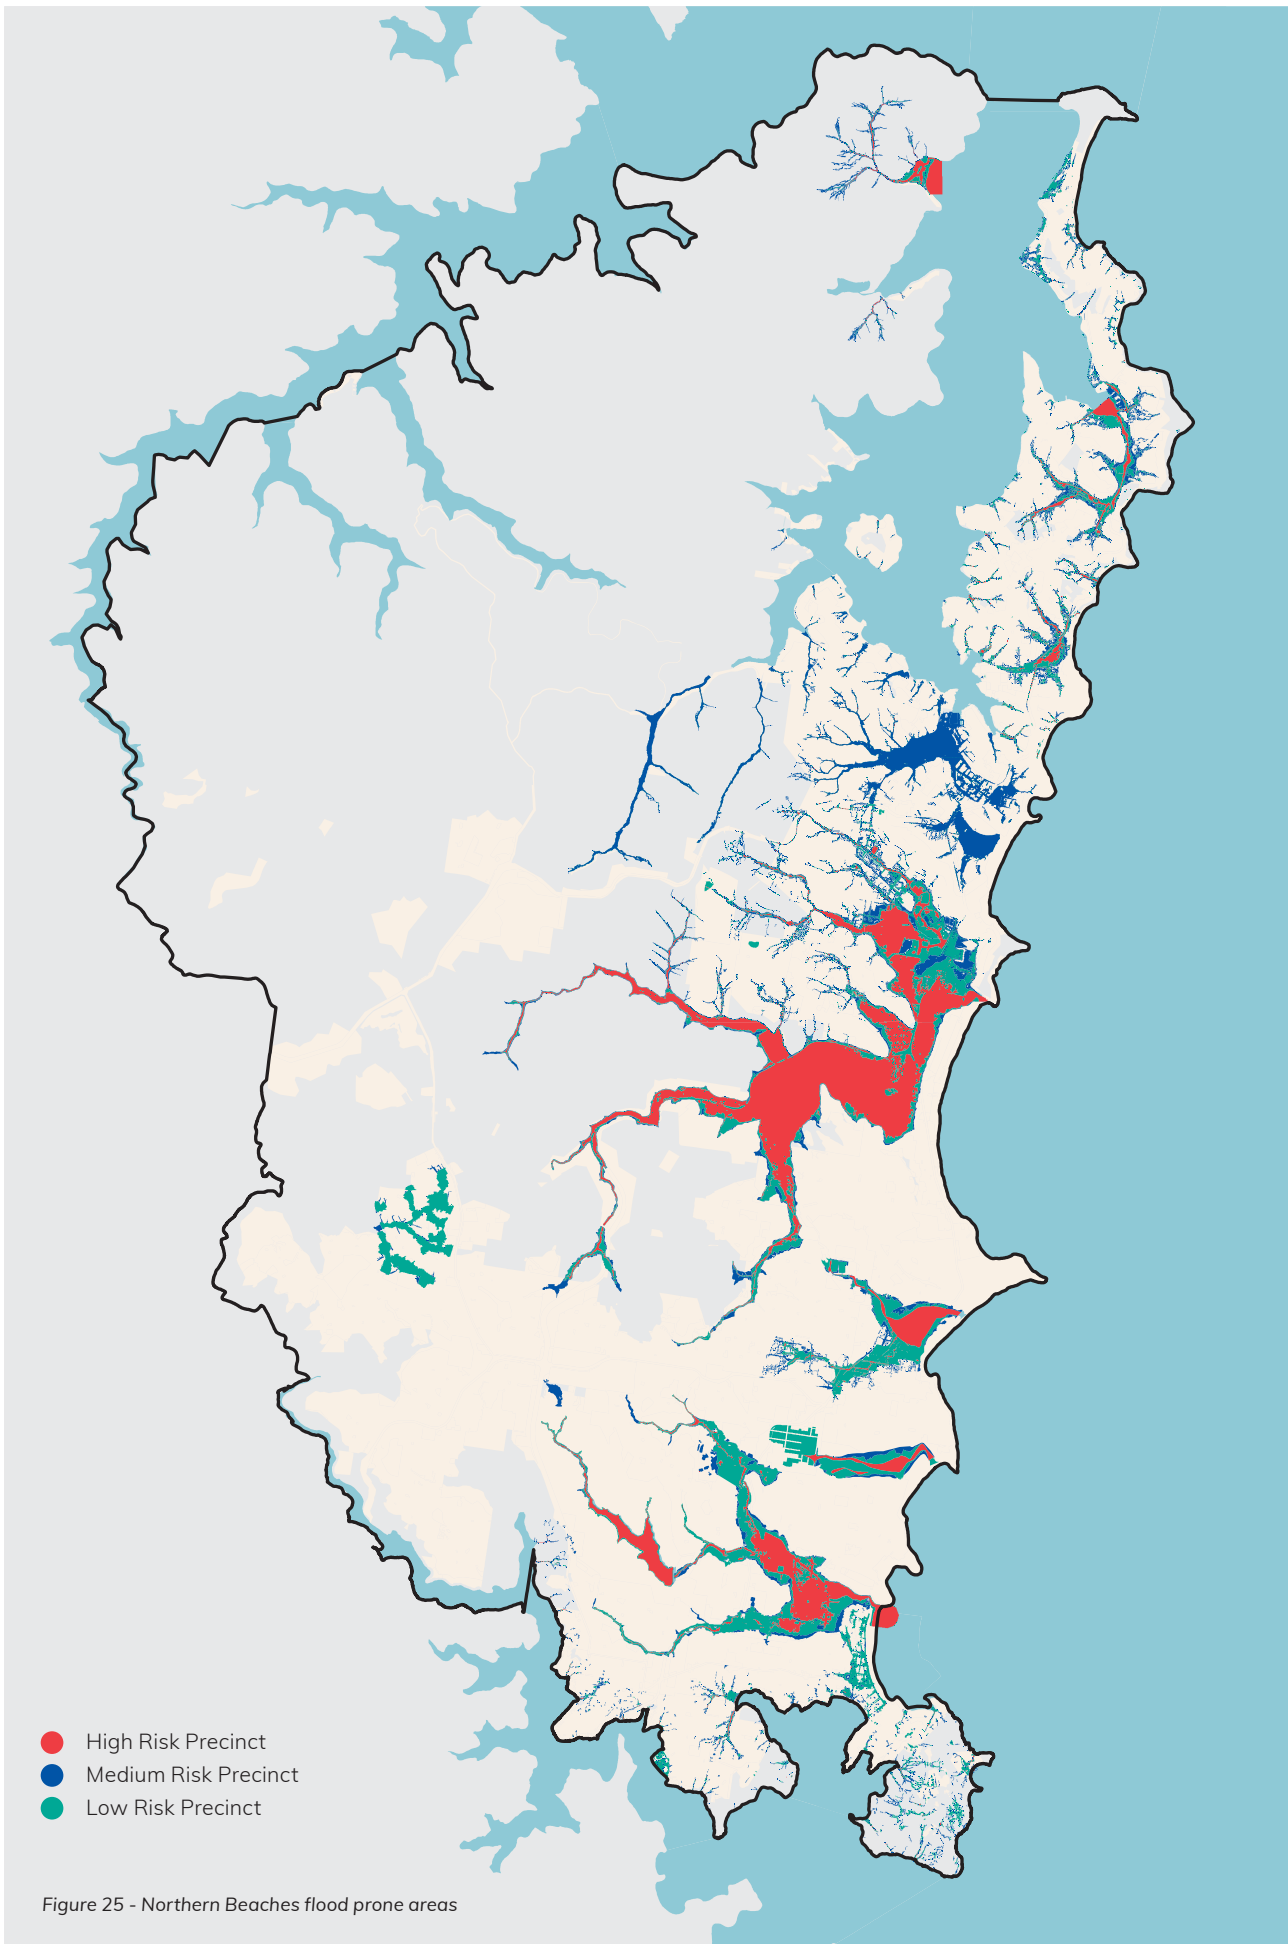 High Risk Precinct
Medium Risk Precinct
Low Risk Precinct
Figure 25 - Northern Beaches flood prone areas